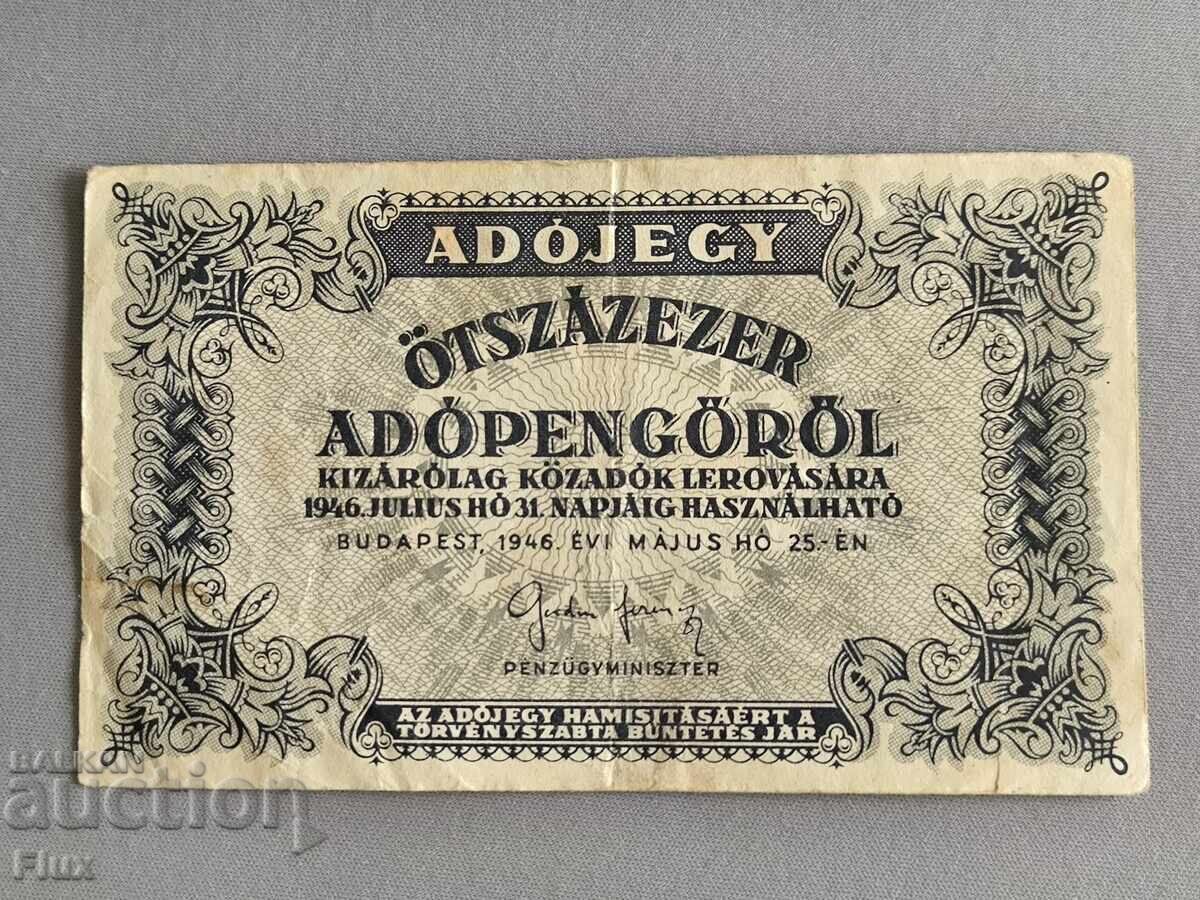 ADÓJEGY
ÖTSZÁZEZER
ADÓPENGŐRŐL
KIZÁRÓLAG KÖZADÓK LEROVÁSÁRA
1946. JULIUS HÓ 31. NAPJÁIG HASZNÁLHATÓ
BUDAPEST, 1946. ÉVI MÁJUS HÓ 25.-ÉN
PÉNZÜGYMINISZTER
AZ ADÓJEGY HAMISITÁSÁÉRT A
TÖRVÉNYSZABTA BÜNTETÉS JÁR
BALKAN
auction
Flux